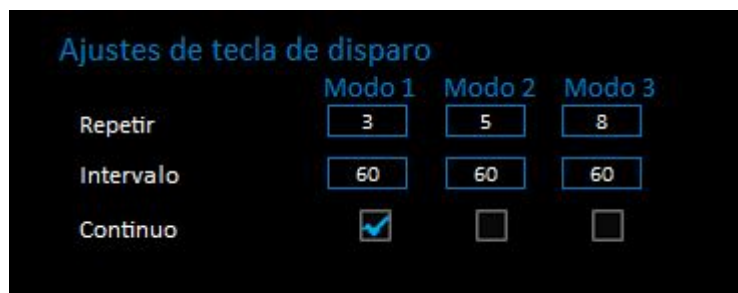 Ajustes de tecla de disparo
Modo 1 Modo 2 Modo 3
Repetir 3 5 8
Intervalo 60 60 60
Continuo